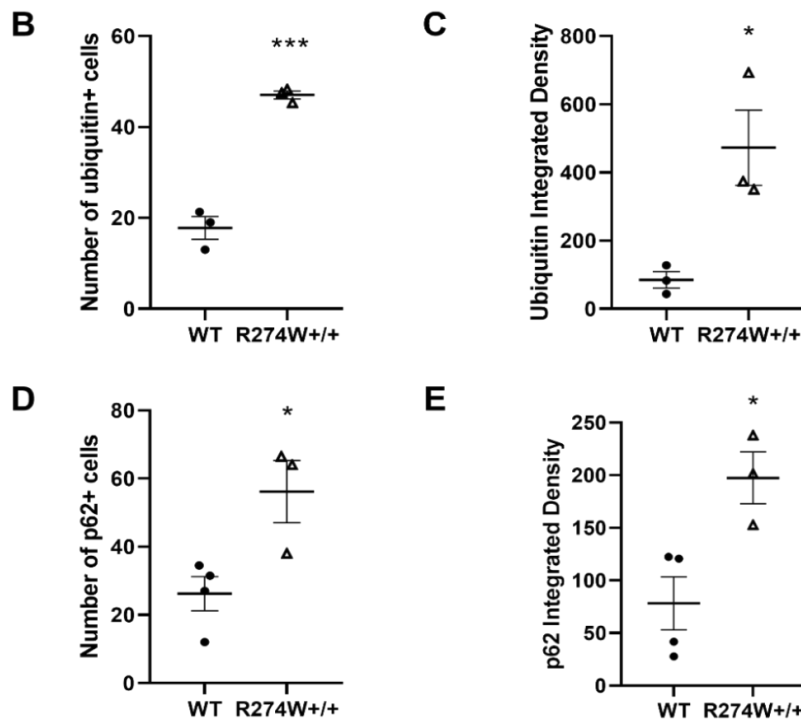 B
Number of ubiquitin+ cells
60
40
20
0
***
WT R274W+/+
C
Ubiquitin Integrated Density
800
600
400
200
0
*
WT R274W+/+
D
Number of p62+ cells
80
60
40
20
0
*
WT R274W+/+
E
p62 Integrated Density
250
200
150
100
50
0
*
WT R274W+/+